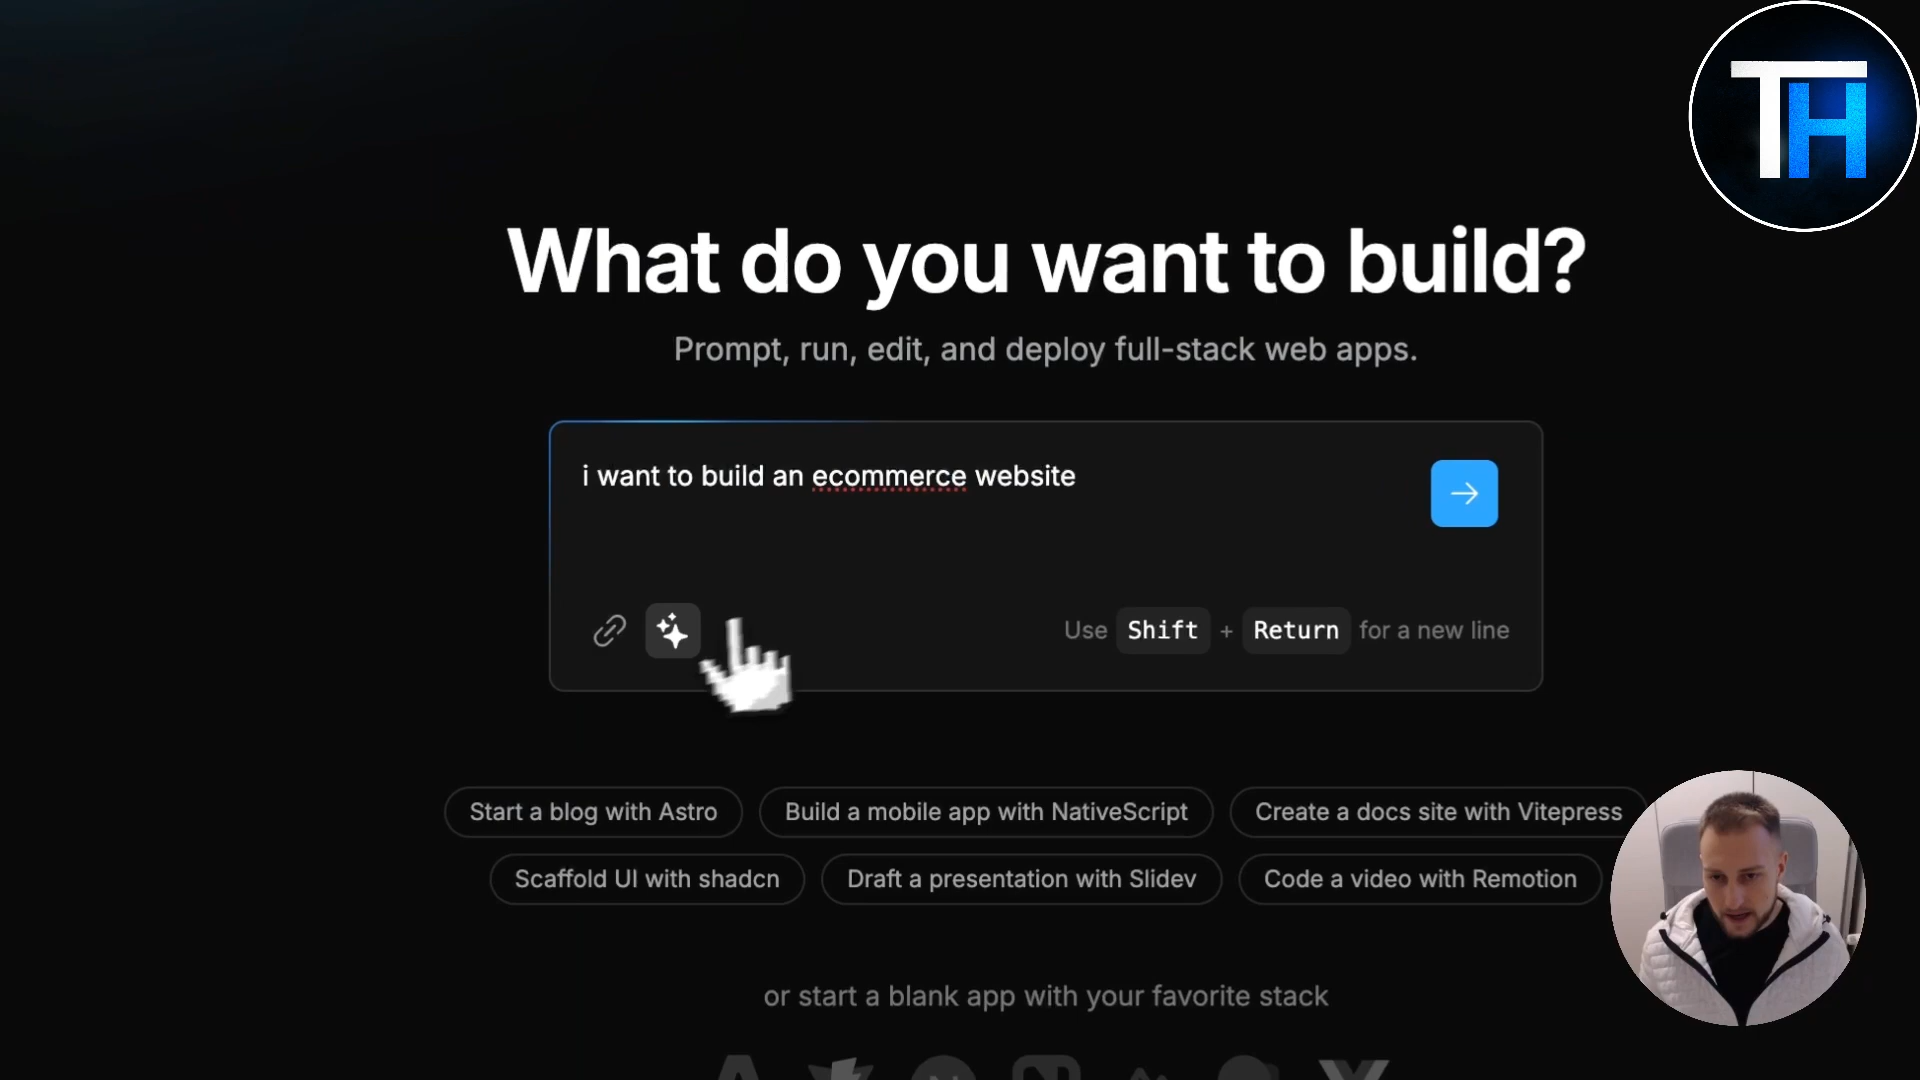 TH
What do you want to build?
Prompt, run, edit, and deploy full-stack web apps.
i want to build an ecommerce website
Use Shift + Return for a new line
Start a blog with Astro
Build a mobile app with NativeScript
Create a docs site with Vitepress
Scaffold UI with shadcn
Draft a presentation with Slidev
Code a video with Remotion
or start a blank app with your favorite stack